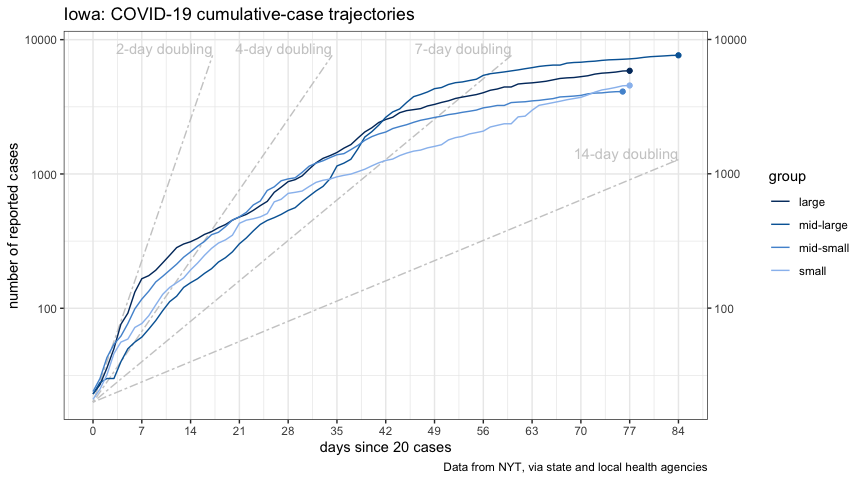 Iowa: COVID-19 cumulative-case trajectories
10000 2-day doubling 4-day doubling 7-day doubling 10000
14-day doubling
1000 1000
100 100
number of reported cases
group
large
mid-large
mid-small
small
0 7 14 21 28 35 42 49 56 63 70 77 84
days since 20 cases
Data from NYT, via state and local health agencies